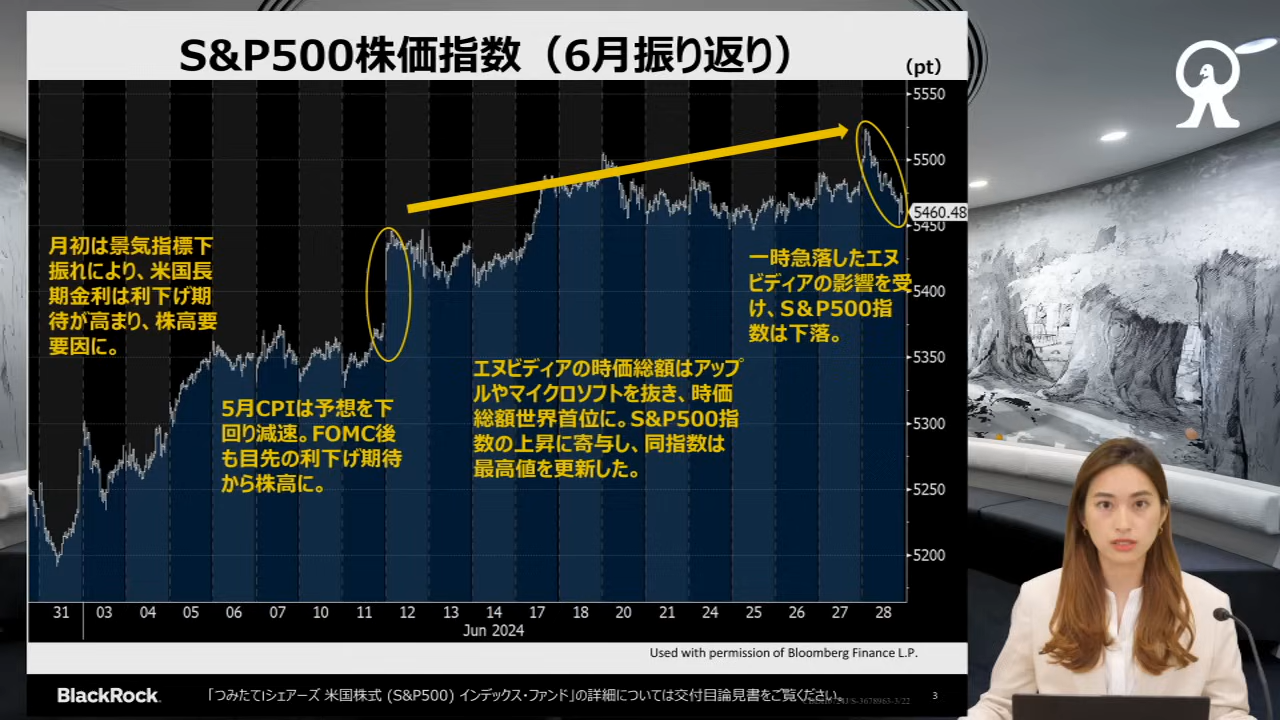 S&P500株価指数（6月振り返り）
（pt）
5550
5500
5460.48
5450
5400
5350
5300
5250
5200
月初は景気指標下
振れにより、米国長
期金利は利下げ期
待が高まり、株高要
要因に。
5月CPIは予想を下
回り減速。FOMC後
も目先の利下げ期待
から株高に。
エヌビディアの時価総額はアップ
ルやマイクロソフトを抜き、時価
総額世界首位に。S&P500指
数の上昇に寄与し、同指数は
最高値を更新した。
一時急落したエヌ
ビディアの影響を受
け、S＆P500指
数は下落。
31 03 04 05 06 07 10 11 12 13 14 17 18 20 21 24 25 26 27 28
Jun 2024
Used with permission of Bloomberg Finance L.P.
BlackRock.
「つみたてiシェアーズ 米国株式 (S&P500) インデックス・ファンド」の詳細については交付目論見書をご覧ください。
3